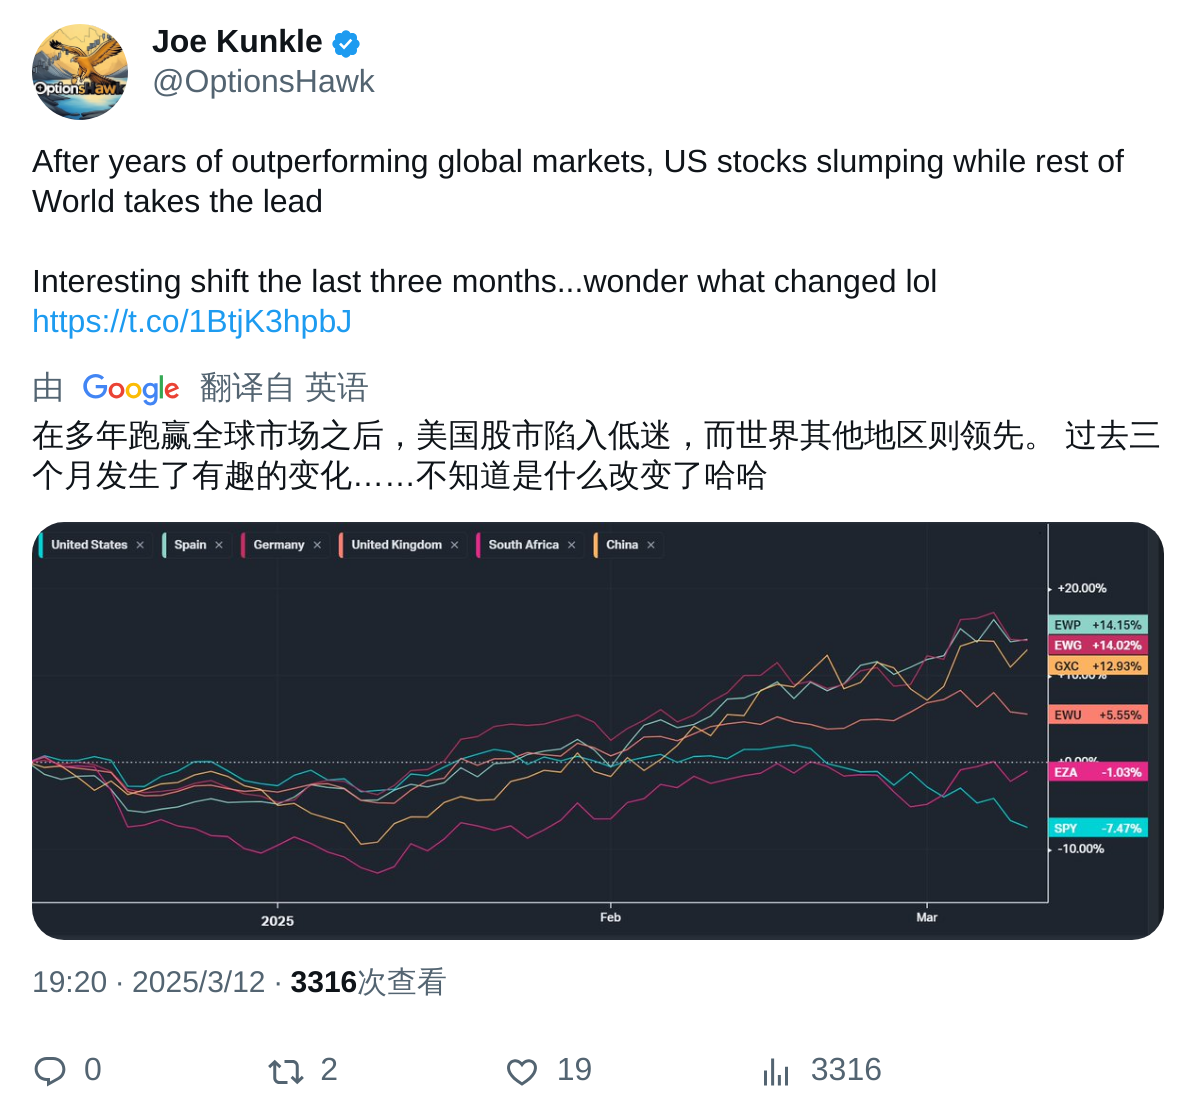 Joe Kunkle
@OptionsHawk
After years of outperforming global markets, US stocks slumping while rest of
World takes the lead
Interesting shift the last three months...wonder what changed lol
https://t.co/1BtjK3hpbJ
由 Google 翻译自 英语
在多年跑赢全球市场之后，美国股市陷入低迷，而世界其他地区则领先。 过去三
个月发生了有趣的变化……不知道是什么改变了哈哈
United States × Spain × Germany × United Kingdom × South Africa × China ×
+20.00%
EWP +14.15%
EWG +14.02%
GXC +12.93%
+10.00%
EWU +5.55%
+0.00%
EZA -1.03%
SPY -7.47%
-10.00%
2025 Feb Mar
19:20 · 2025/3/12 · 3316次查看
0 2 19 3316